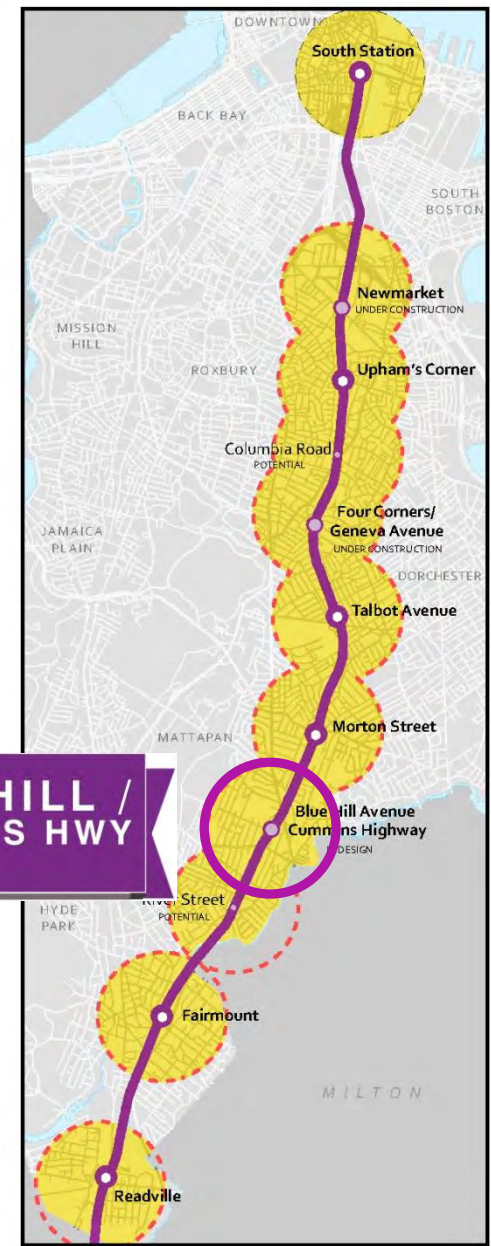 DOWNTOWN
South Station
BACK BAY
SOUTH
BOSTON
Newmarket
UNDER CONSTRUCTION
MISSION
HILL
ROXBURY
Upham's Corner
Columbia Road
POTENTIAL
Four Corners/
Geneva Avenue
UNDER CONSTRUCTION
JAMAICA
PLAIN
DORCHESTER
Talbot Avenue
Morton Street
MATTAPAN
HILL /
S HWY
Blue Hill Avenue
Cummins Highway
DESIGN
River Street
POTENTIAL
HYDE
PARK
Fairmount
MILTON
Readville